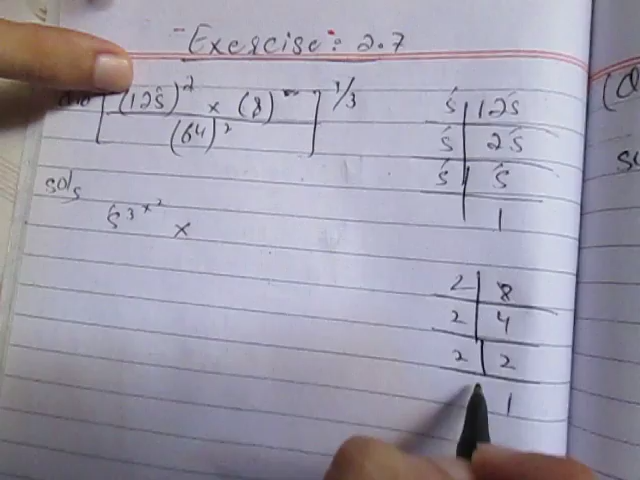 Exercise: 2.7
[(125)^2 × (8) / (64)^2]^1/3
Sol:
5^3×2 ×
5 | 125
5 | 25
5 | 5
1
2 | 8
2 | 4
2 | 2
1